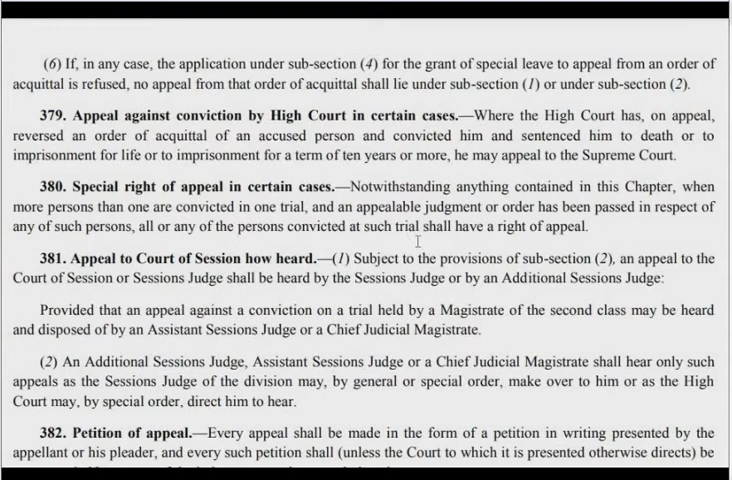 (6) If, in any case, the application under sub-section (4) for the grant of special leave to appeal from an order of
acquittal is refused, no appeal from that order of acquittal shall lie under sub-section (1) or under sub-section (2).
379. Appeal against conviction by High Court in certain cases.—Where the High Court has, on appeal,
reversed an order of acquittal of an accused person and convicted him and sentenced him to death or to
imprisonment for life or to imprisonment for a term of ten years or more, he may appeal to the Supreme Court.
380. Special right of appeal in certain cases.—Notwithstanding anything contained in this Chapter, when
more persons than one are convicted in one trial, and an appealable judgment or order has been passed in respect of
any of such persons, all or any of the persons convicted at such trial shall have a right of appeal.
381. Appeal to Court of Session how heard.—(1) Subject to the provisions of sub-section (2), an appeal to the
Court of Session or Sessions Judge shall be heard by the Sessions Judge or by an Additional Sessions Judge:
Provided that an appeal against a conviction on a trial held by a Magistrate of the second class may be heard
and disposed of by an Assistant Sessions Judge or a Chief Judicial Magistrate.
(2) An Additional Sessions Judge, Assistant Sessions Judge or a Chief Judicial Magistrate shall hear only such
appeals as the Sessions Judge of the division may, by general or special order, make over to him or as the High
Court may, by special order, direct him to hear.
382. Petition of appeal.—Every appeal shall be made in the form of a petition in writing presented by the
appellant or his pleader, and every such petition shall (unless the Court to which it is presented otherwise directs) be